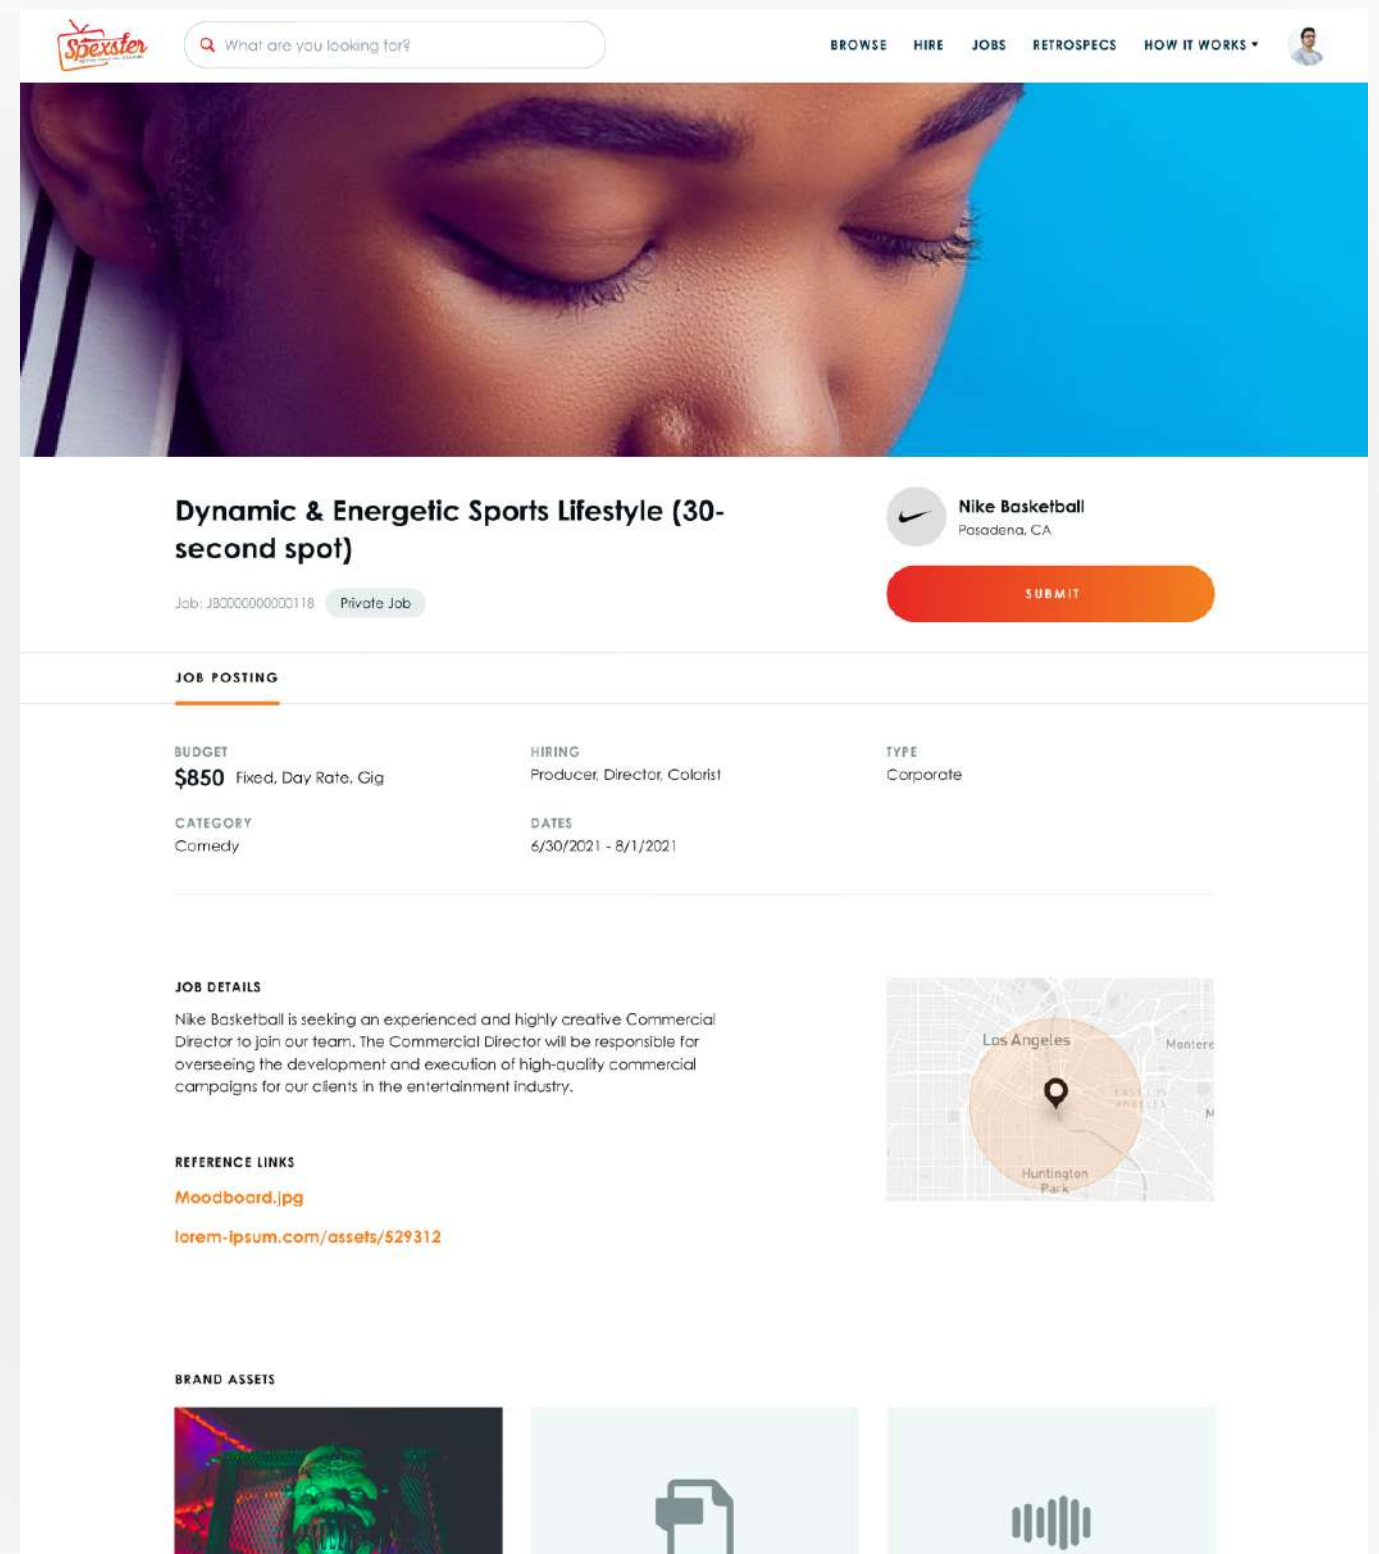 Spexster
What are you looking for?
BROWSE HIRE JOBS RETROSPECS HOW IT WORKS
Dynamic & Energetic Sports Lifestyle (30-
second spot)
Job: JB0000000000118 Private Job
Nike Basketball
Pasadena, CA
SUBMIT
JOB POSTING
BUDGET
$850 Fixed, Day Rate, Gig
HIRING
Producer, Director, Colorist
TYPE
Corporate
CATEGORY
Comedy
DATES
6/30/2021 - 8/1/2021
JOB DETAILS
Nike Basketball is seeking an experienced and highly creative Commercial
Director to join our team. The Commercial Director will be responsible for
overseeing the development and execution of high-quality commercial
campaigns for our clients in the entertainment industry.
Los Angeles
Montere
EAST LOS
ANGELES
M
Huntington
Park
REFERENCE LINKS
Moodboard.jpg
lorem-ipsum.com/assets/529312
BRAND ASSETS